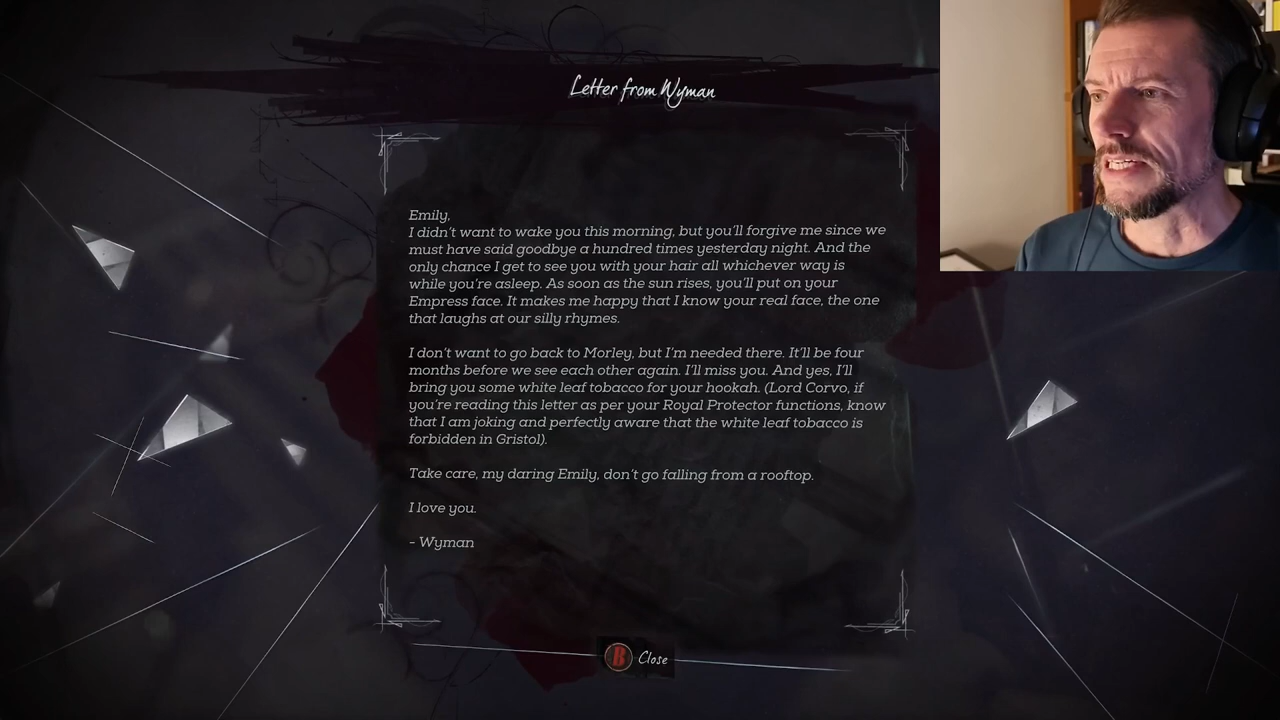 Letter from Wyman
Emily,
I didn't want to wake you this morning, but you'll forgive me since we
must have said goodbye a hundred times yesterday night. And the
only chance I get to see you with your hair all whichever way is
while you're asleep. As soon as the sun rises, you'll put on your
Empress face. It makes me happy that I know your real face, the one
that laughs at our silly rhymes.
I don't want to go back to Morley, but I'm needed there. It'll be four
months before we see each other again. I'll miss you. And yes, I'll
bring you some white leaf tobacco for your hookah. (Lord Corvo, if
you're reading this letter as per your Royal Protector functions, know
that I am joking and perfectly aware that the white leaf tobacco is
forbidden in Gristol).
Take care, my daring Emily, don't go falling from a rooftop.
I love you.
- Wyman
B Close